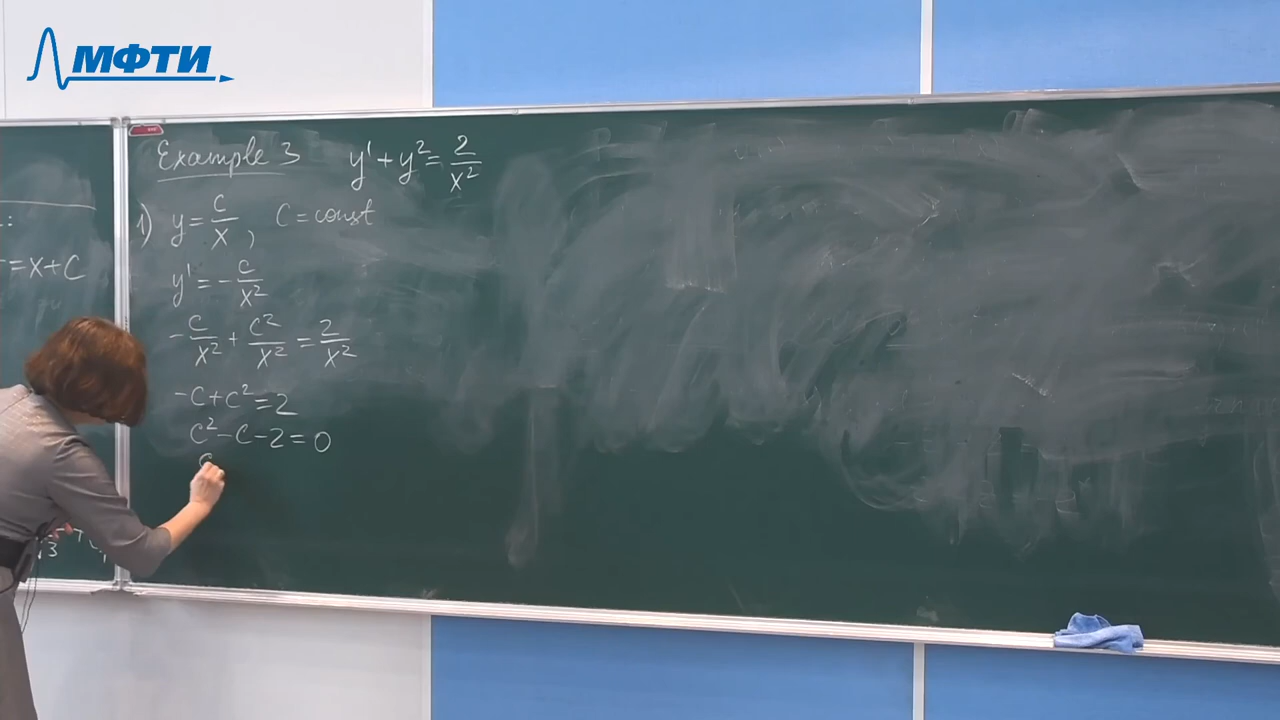 МФТИ
Example 3 y' + y² = 2/x²
1) y = c/x, C = const
y' = -c/x²
-c/x² + c²/x² = 2/x²
-c + c² = 2
c² - c - 2 = 0
c
= x + C